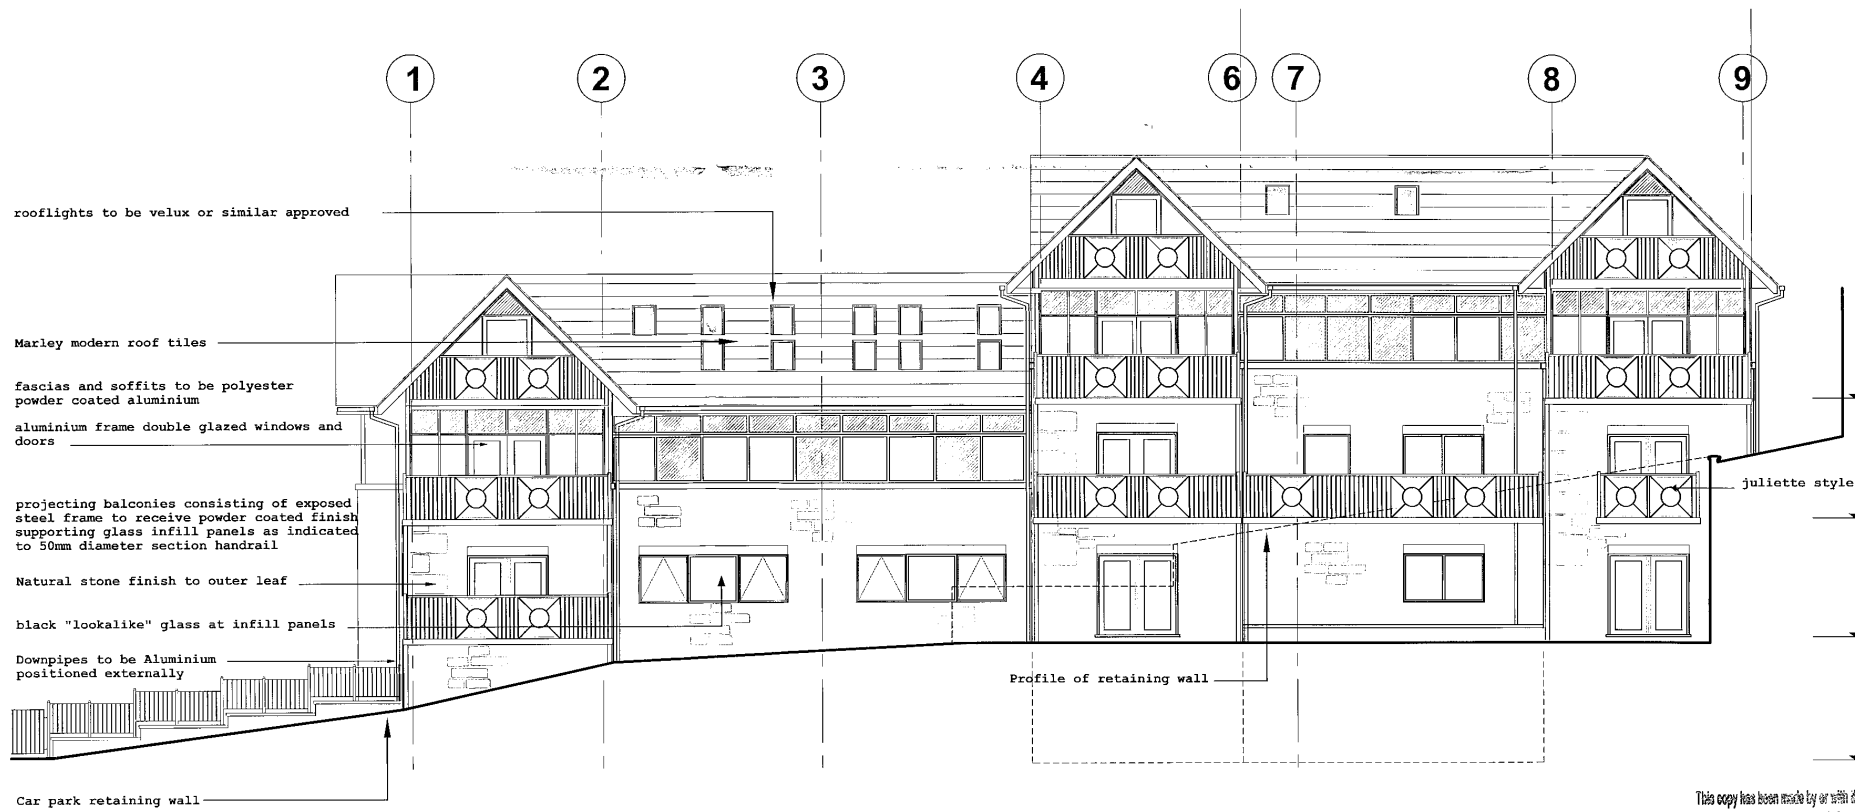 1 2 3 4 6 7 8 9
rooflights to be velux or similar approved
Marley modern roof tiles
fascias and soffits to be polyester
powder coated aluminium
aluminium frame double glazed windows and
doors
projecting balconies consisting of exposed
steel frame to receive powder coated finish
supporting glass infill panels as indicated
to 50mm diameter section handrail
juliette style
Natural stone finish to outer leaf
black "lookalike" glass at infill panels
Downpipes to be Aluminium
positioned externally
Profile of retaining wall
Car park retaining wall
This copy has been made by or with